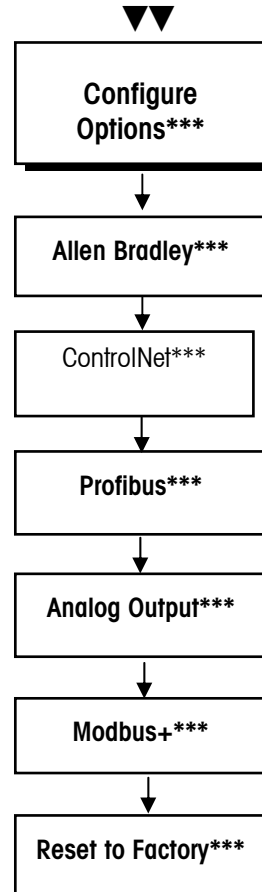 Configure
Options***
Allen Bradley***
ControlNet***
Profibus***
Analog Output***
Modbus+***
Reset to Factory***